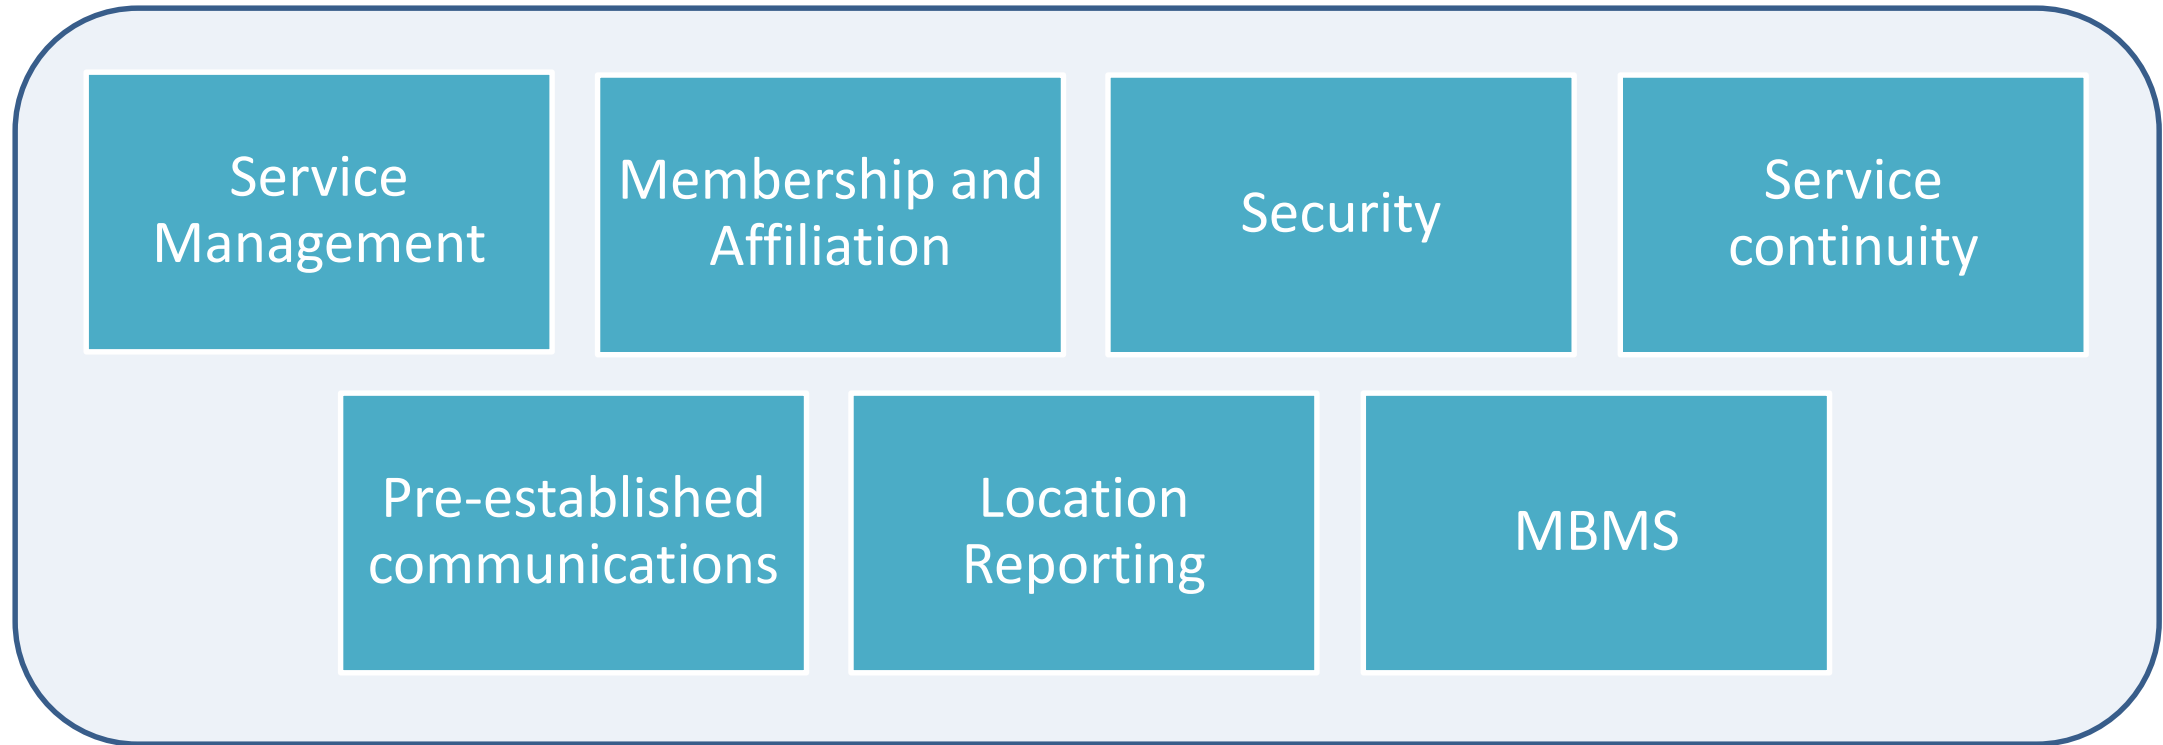 Service
Management
Membership and
Affiliation
Security
Service
continuity
Pre-established
communications
Location
Reporting
MBMS